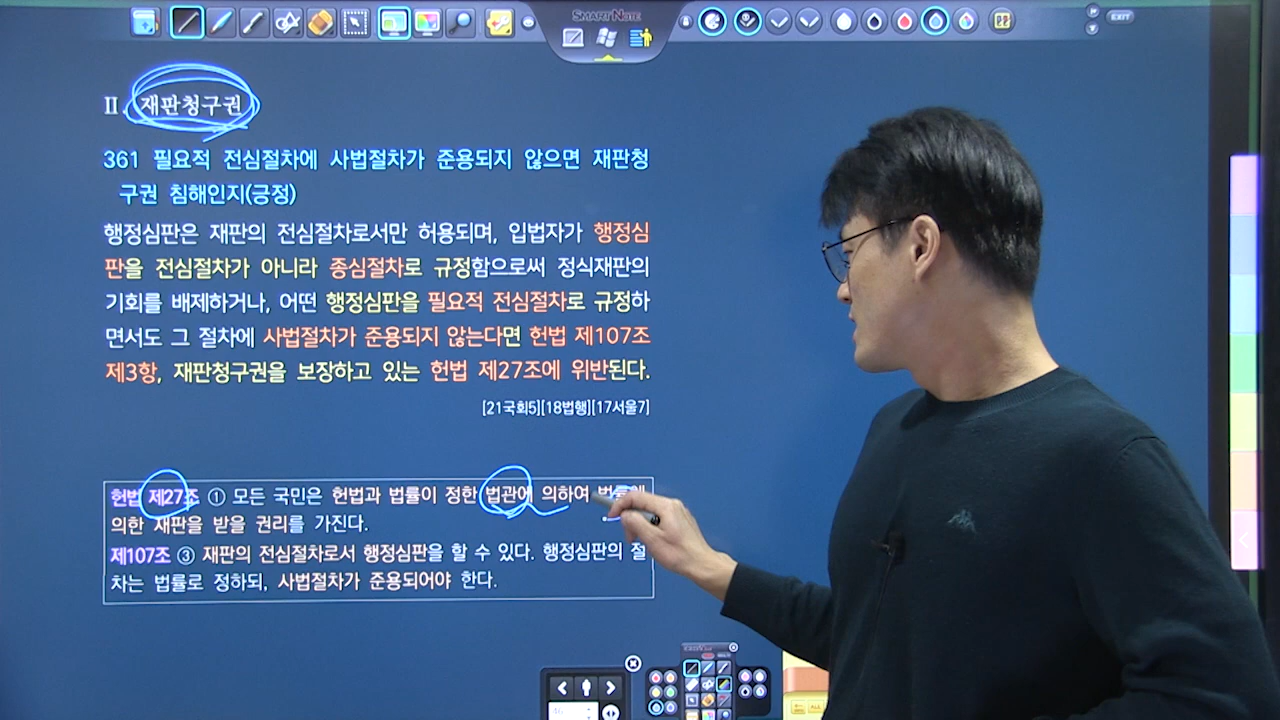 SMART NOTE
EXIT
Ⅱ. 재판청구권
361 필요적 전심절차에 사법절차가 준용되지 않으면 재판청
구권 침해인지(긍정)
행정심판은 재판의 전심절차로서만 허용되며, 입법자가 행정심
판을 전심절차가 아니라 종심절차로 규정함으로써 정식재판의
기회를 배제하거나, 어떤 행정심판을 필요적 전심절차로 규정하
면서도 그 절차에 사법절차가 준용되지 않는다면 헌법 제107조
제3항, 재판청구권을 보장하고 있는 헌법 제27조에 위반된다.
[21국회5][18법행][17서울7]
헌법 제27조 ① 모든 국민은 헌법과 법률이 정한 법관에 의하여 법률에
의한 재판을 받을 권리를 가진다.
제107조 ③ 재판의 전심절차로서 행정심판을 할 수 있다. 행정심판의 절
차는 법률로 정하되, 사법절차가 준용되어야 한다.